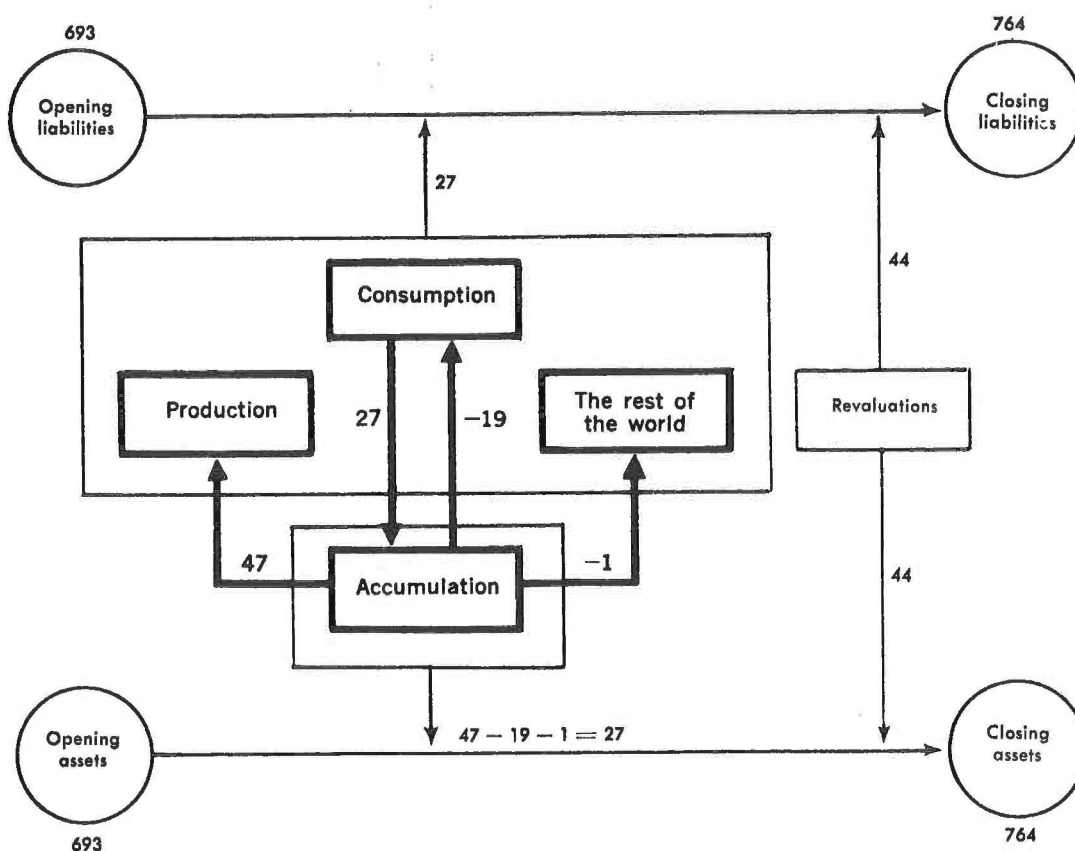 693
764
Opening
liabilities
Closing
liabilities
27
44
Consumption
Production
27
—19
The rest of
the world
Revaluations
47
—1
44
Accumulation
47 — 19 — 1 = 27
Opening
assets
Closing
assets
693
764